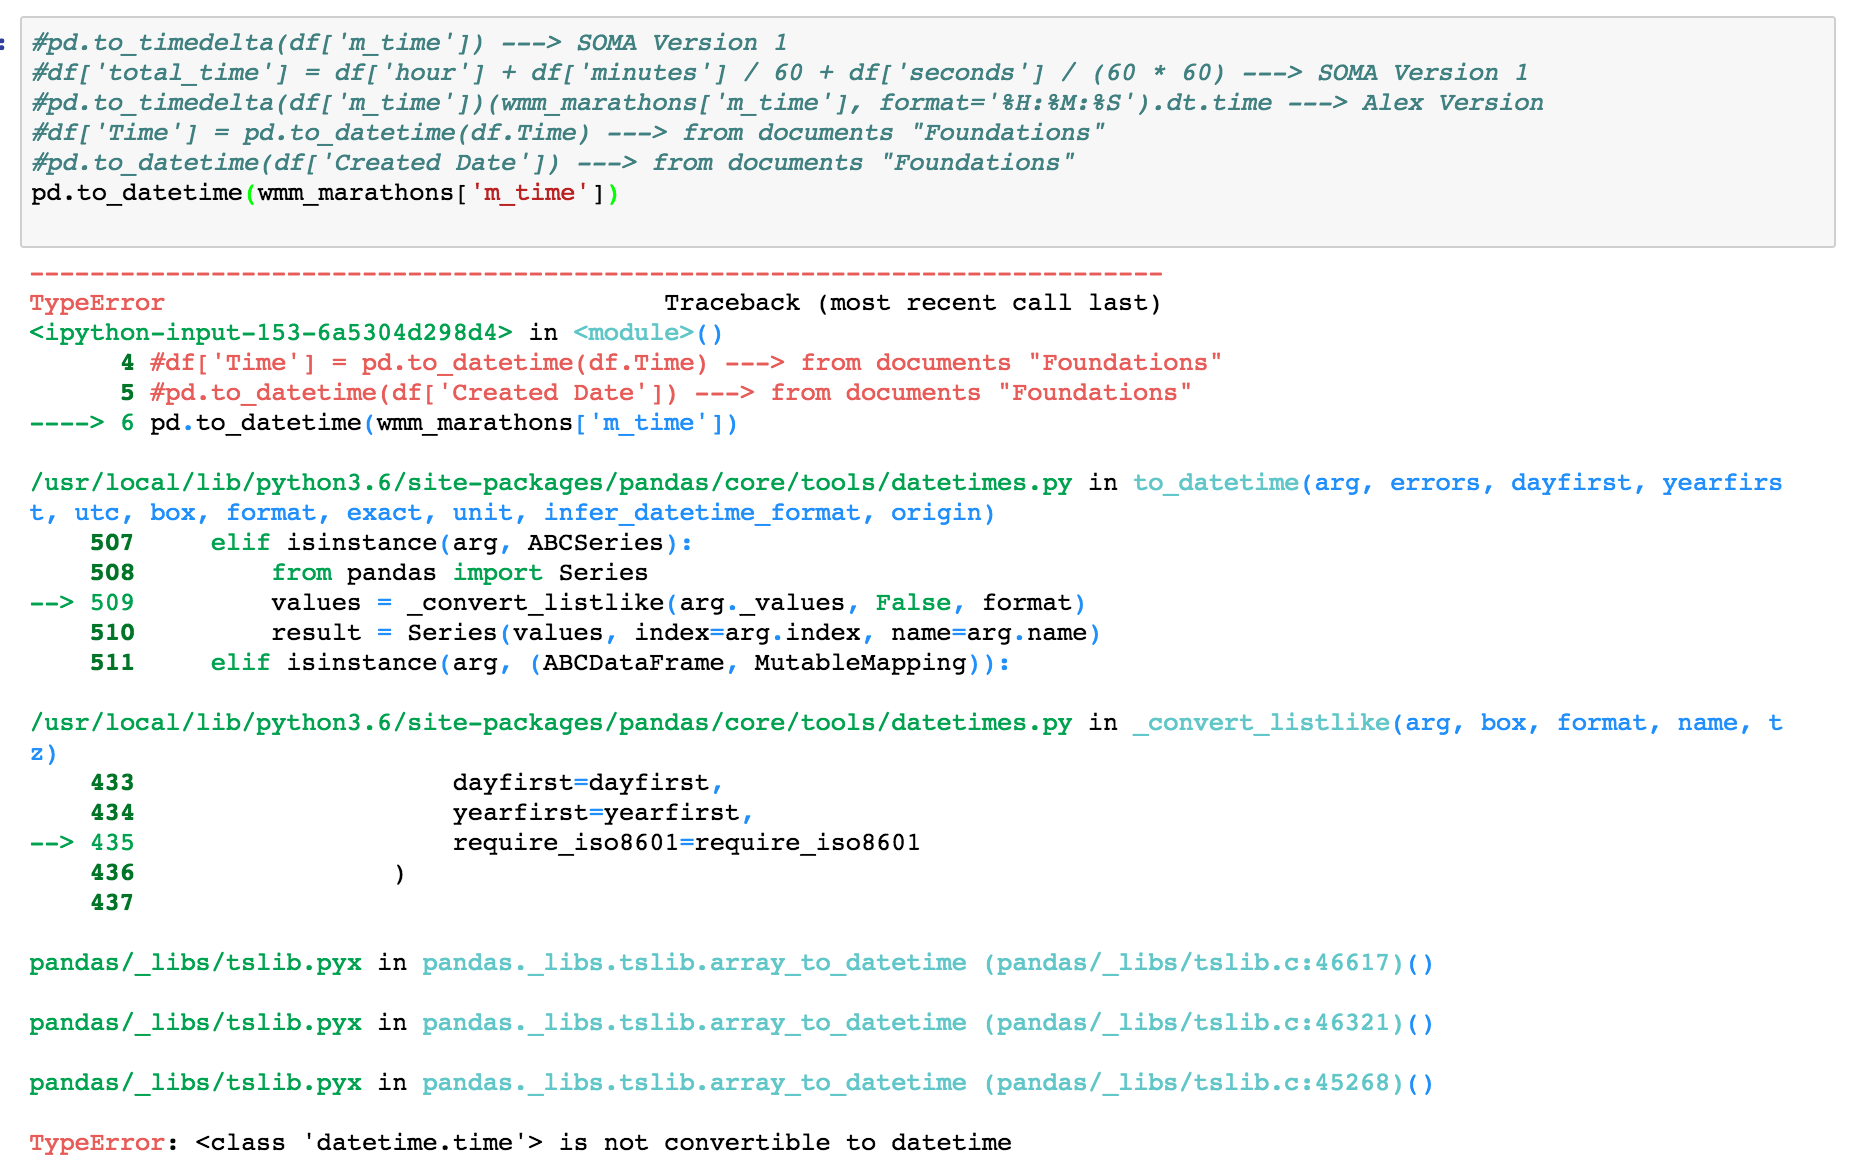 :
#pd.to_timedelta(df['m_time']) ---> SOMA Version 1
#df['total_time'] = df['hour'] + df['minutes'] / 60 + df['seconds'] / (60 * 60) ---> SOMA Version 1
#pd.to_timedelta(df['m_time'])(wmm_marathons['m_time'], format='%H:%M:%S').dt.time ---> Alex Version
#df['Time'] = pd.to_datetime(df.Time) ---> from documents "Foundations"
#pd.to_datetime(df['Created Date']) ---> from documents "Foundations"
pd.to_datetime(wmm_marathons['m_time'])
---------------------------------------------------------------------------
TypeError                                 Traceback (most recent call last)
<ipython-input-153-6a5304d298d4> in <module>()
      4 #df['Time'] = pd.to_datetime(df.Time) ---> from documents "Foundations"
      5 #pd.to_datetime(df['Created Date']) ---> from documents "Foundations"
----> 6 pd.to_datetime(wmm_marathons['m_time'])
/usr/local/lib/python3.6/site-packages/pandas/core/tools/datetimes.py in to_datetime(arg, errors, dayfirst, yearfirs
t, utc, box, format, exact, unit, infer_datetime_format, origin)
    507     elif isinstance(arg, ABCSeries):
    508         from pandas import Series
--> 509         values = _convert_listlike(arg._values, False, format)
    510         result = Series(values, index=arg.index, name=arg.name)
    511     elif isinstance(arg, (ABCDataFrame, MutableMapping)):
/usr/local/lib/python3.6/site-packages/pandas/core/tools/datetimes.py in _convert_listlike(arg, box, format, name, t
z)
    433                     dayfirst=dayfirst,
    434                     yearfirst=yearfirst,
--> 435                     require_iso8601=require_iso8601
    436                 )
    437
pandas/_libs/tslib.pyx in pandas._libs.tslib.array_to_datetime (pandas/_libs/tslib.c:46617)()
pandas/_libs/tslib.pyx in pandas._libs.tslib.array_to_datetime (pandas/_libs/tslib.c:46321)()
pandas/_libs/tslib.pyx in pandas._libs.tslib.array_to_datetime (pandas/_libs/tslib.c:45268)()
TypeError: <class 'datetime.time'> is not convertible to datetime